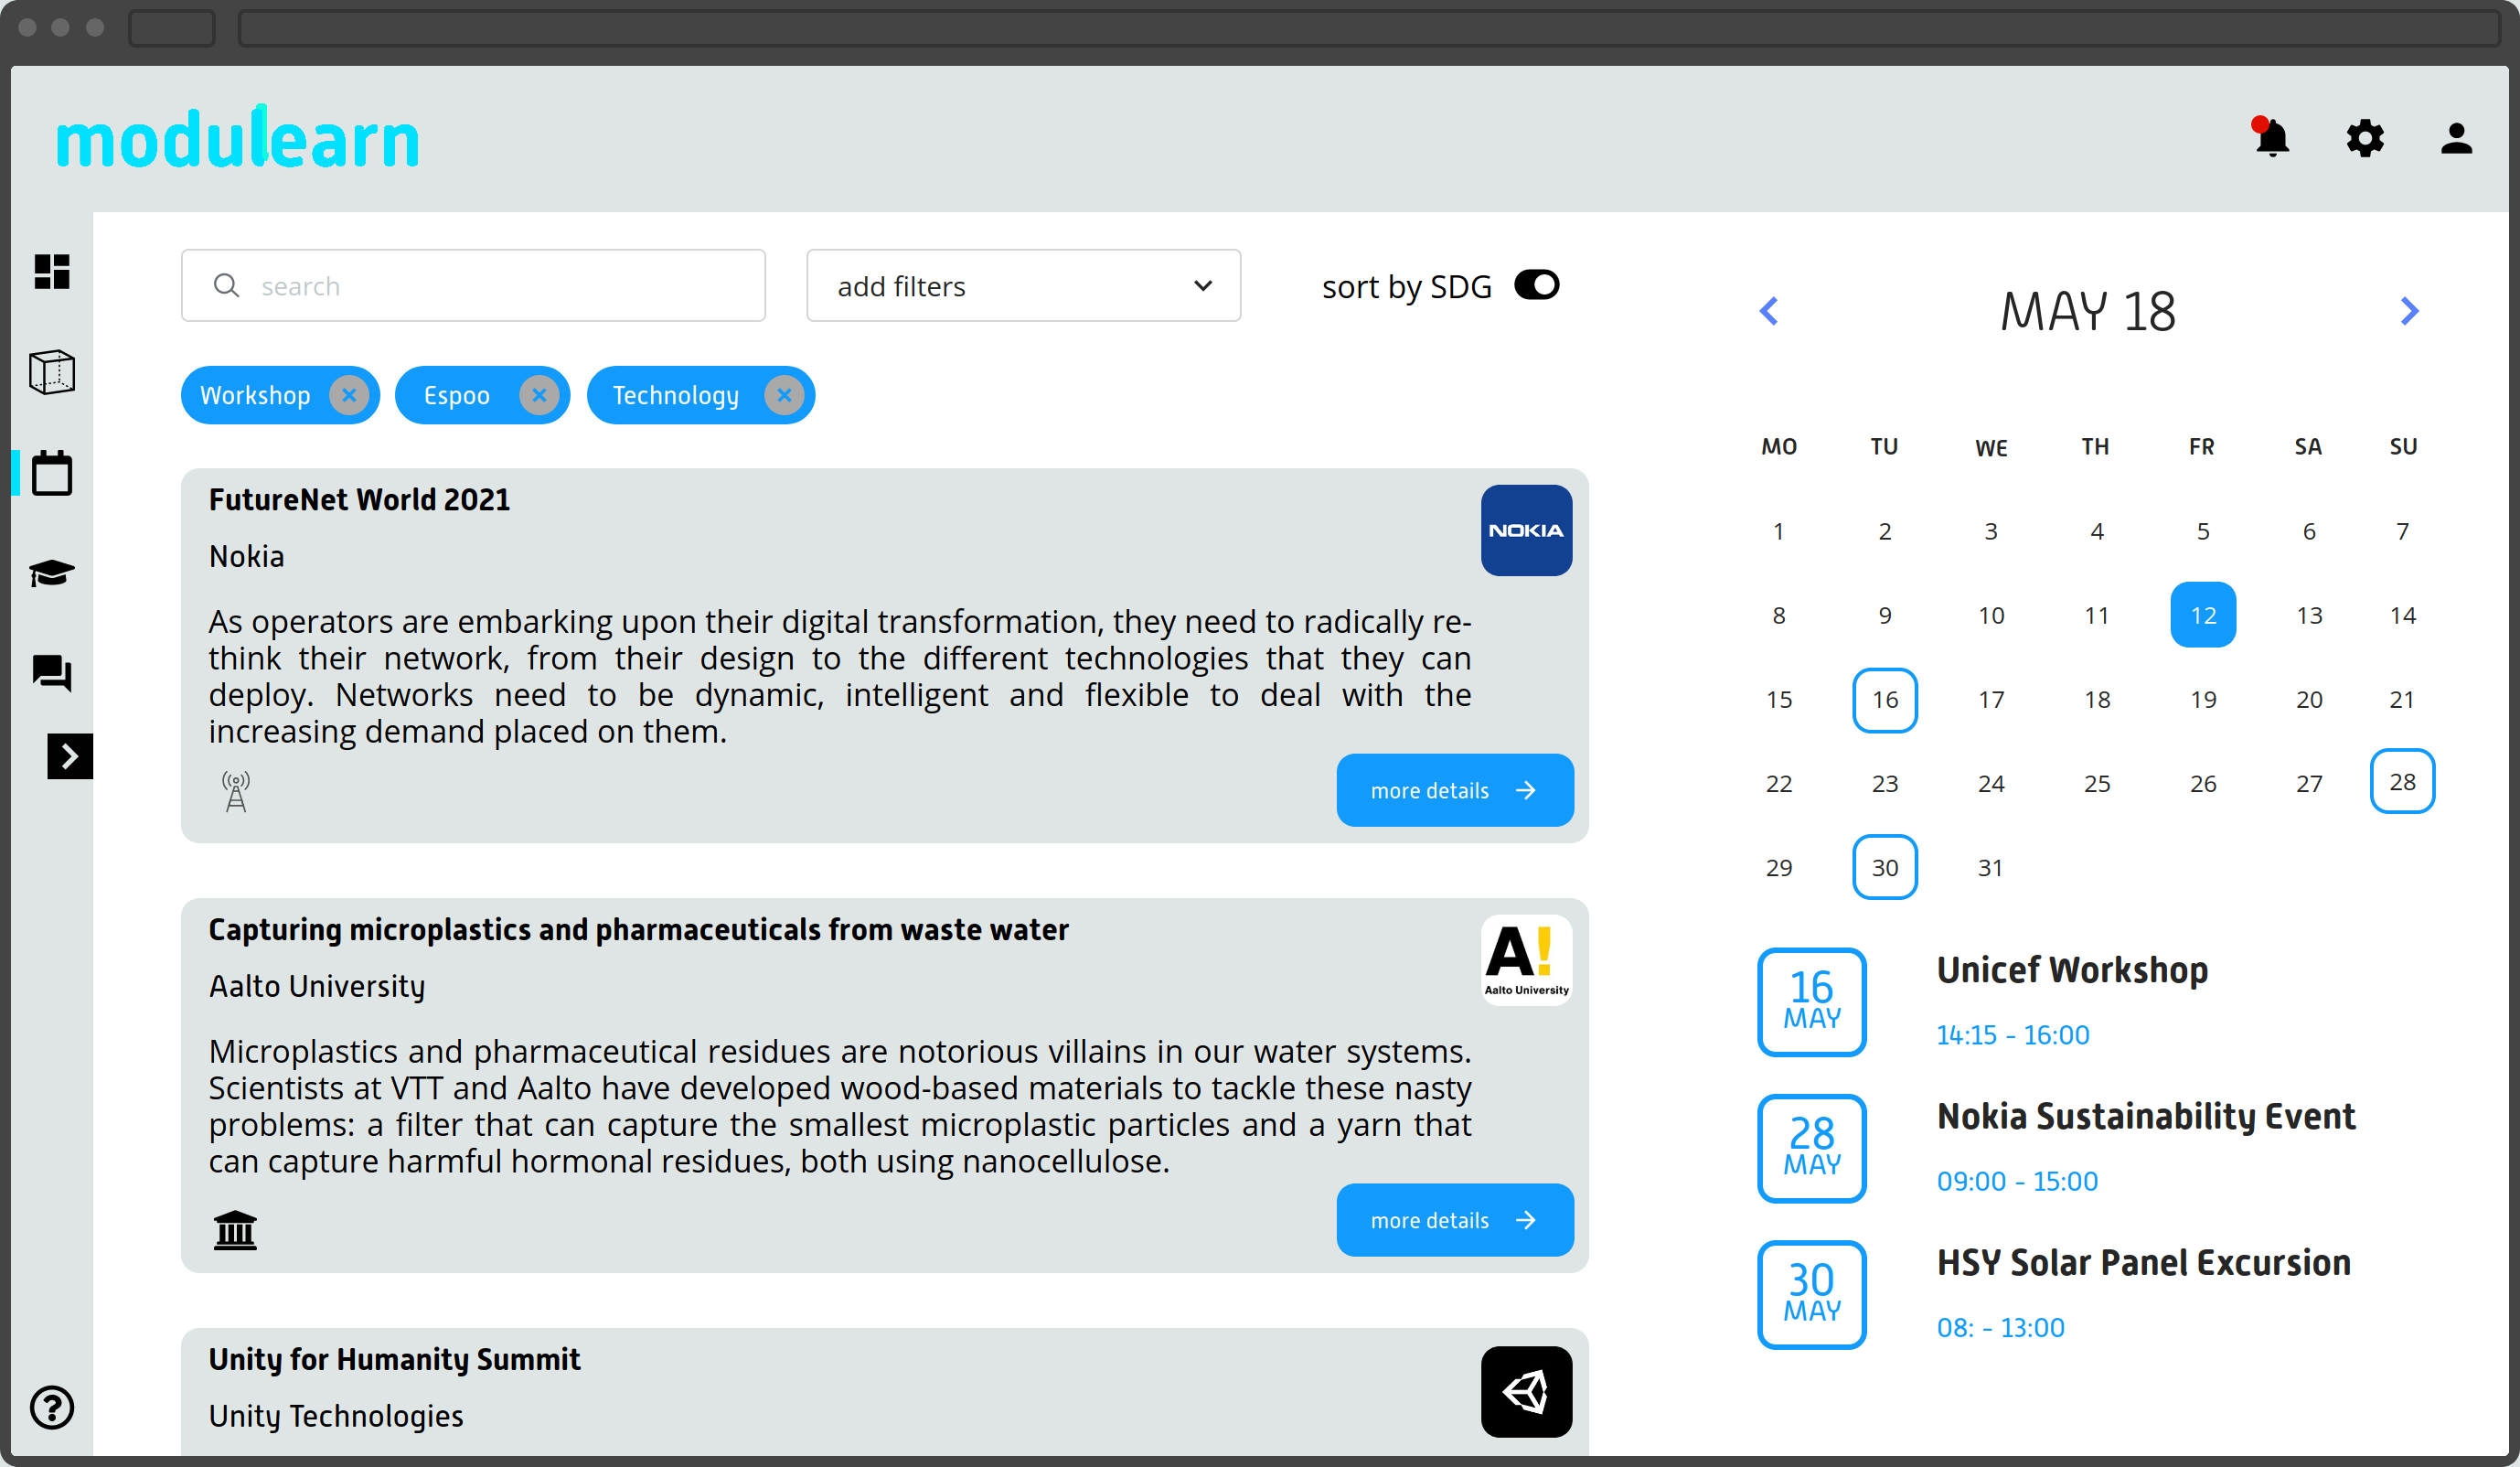 modulearn
search
add filters
sort by SDG
Workshop
Espoo
Technology
FutureNet World 2021
Nokia
NOKIA
As operators are embarking upon their digital transformation, they need to radically re-
think their network, from their design to the different technologies that they can
deploy. Networks need to be dynamic, intelligent and flexible to deal with the
increasing demand placed on them.
more details
Capturing microplastics and pharmaceuticals from waste water
Aalto University
A!
Aalto University
Microplastics and pharmaceutical residues are notorious villains in our water systems.
Scientists at VTT and Aalto have developed wood-based materials to tackle these nasty
problems: a filter that can capture the smallest microplastic particles and a yarn that
can capture harmful hormonal residues, both using nanocellulose.
more details
Unity for Humanity Summit
Unity Technologies
MAY 18
MO TU WE TH FR SA SU
1 2 3 4 5 6 7
8 9 10 11 12 13 14
15 16 17 18 19 20 21
22 23 24 25 26 27 28
29 30 31
16
MAY
Unicef Workshop
14:15 - 16:00
28
MAY
Nokia Sustainability Event
09:00 - 15:00
30
MAY
HSY Solar Panel Excursion
08: - 13:00